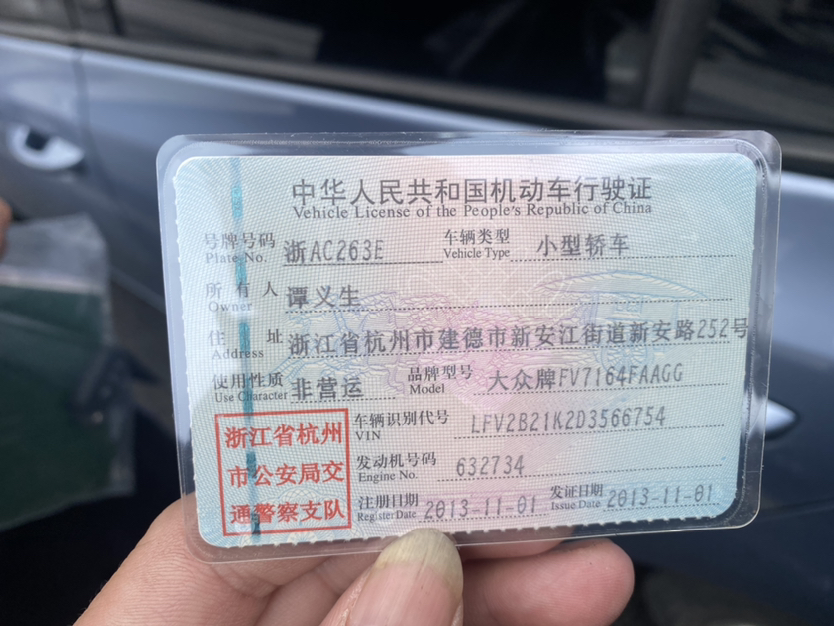 中华人民共和国机动车行驶证
Vehicle License of the People's Republic of China
号牌号码 浙AC263E 车辆类型 小型轿车
Plate No. Vehicle Type
所有人 谭义生
Owner
住址 浙江省杭州市建德市新安江街道新安路252号
Address
使用性质 非营运 品牌型号 大众牌FV7164FAAGG
Use Character Model
浙江省杭州市公安局交通警察支队
车辆识别代号 LFV2B21K2D3566754
VIN
发动机号码 632734
Engine No.
注册日期 2013-11-01 发证日期 2013-11-01
Register Date Issue Date